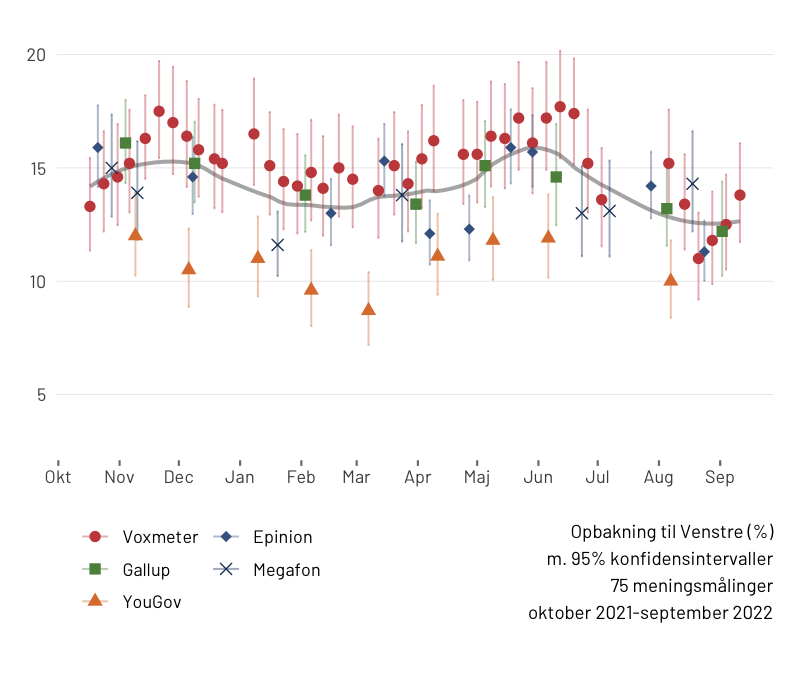 20
15
10
5
Okt Nov Dec Jan Feb Mar Apr Maj Jun Jul Aug Sep
Voxmeter Epinion
Gallup Megafon
YouGov
Opbakning til Venstre (%)
m. 95% konfidensintervaller
75 meningsmålinger
oktober 2021-september 2022